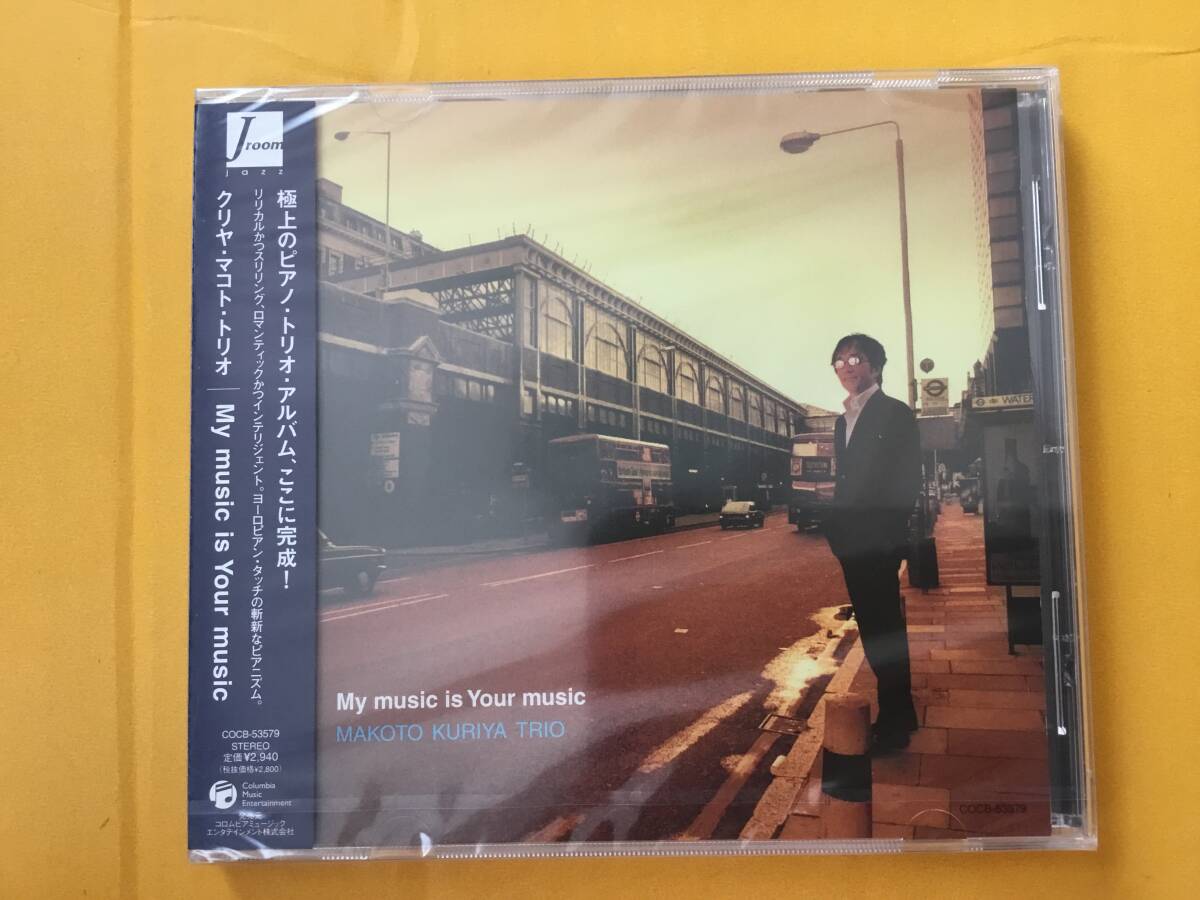 J room
jazz
極上のピアノ・トリオ・アルバム、ここに完成!
リリカルかつスリリング、ロマンティックかつインテリジェント。ヨーロピアン・タッチの斬新なピアニズム。
クリヤ・マコト・トリオ | My music is Your music
COCB-53579
STEREO
定価¥2,940
(税抜価格¥2,800)
Columbia
Music
Entertainment
発売元
コロムビアミュージック
エンタテインメント株式会社
WATER
My music is Your music
MAKOTO KURIYA TRIO
COCB-53579